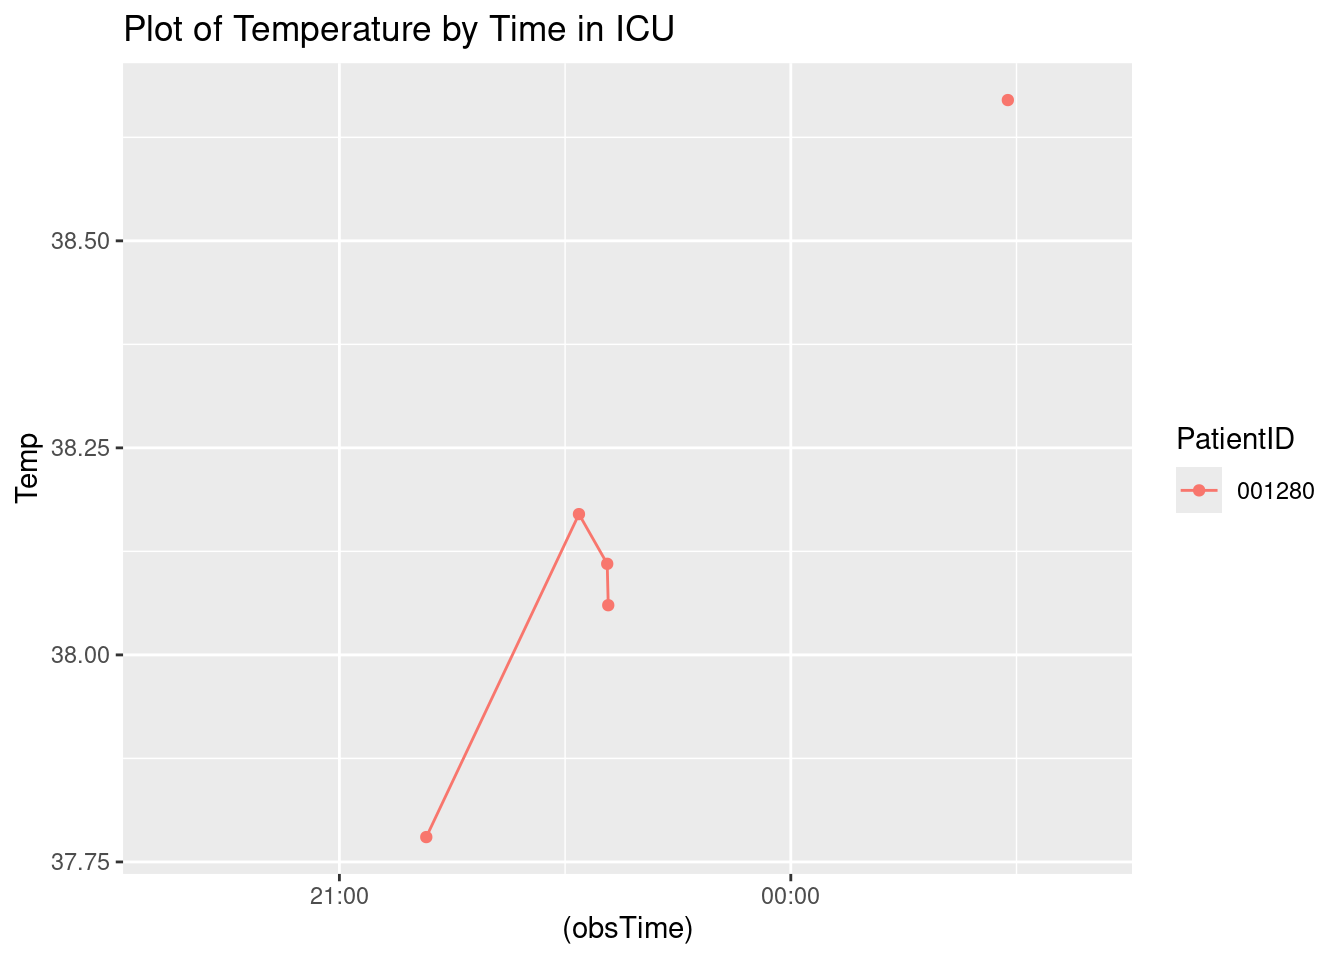 Plot of Temperature by Time in ICU
38.50
38.25
38.00
37.75
Temp
21:00
00:00
(obsTime)
PatientID
001280